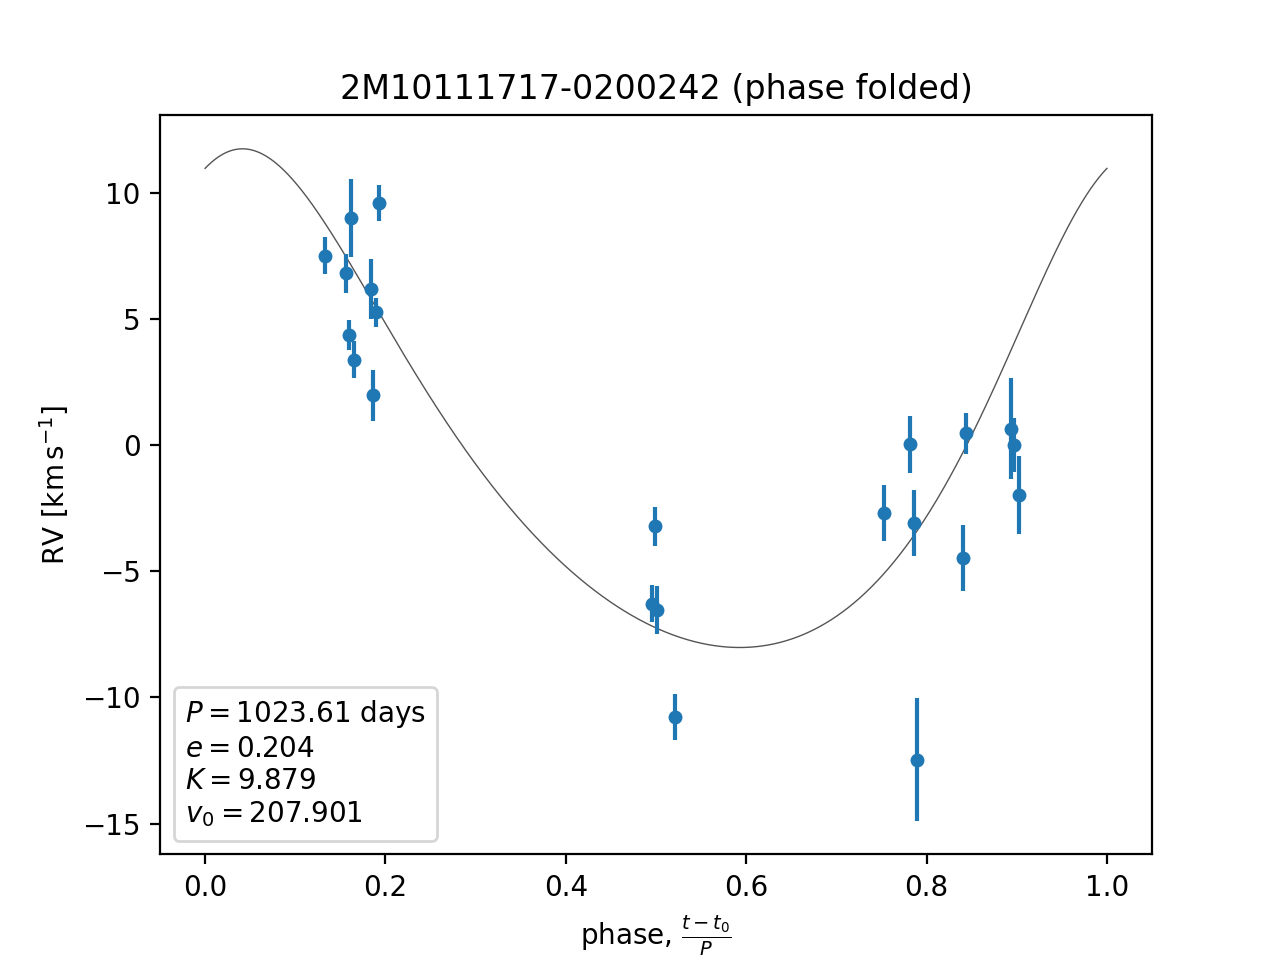 2M10111717-0200242 (phase folded)
RV [km s⁻¹]
10
5
0
−5
−10
−15
P = 1023.61 days
e = 0.204
K = 9.879
v₀ = 207.901
0.0 0.2 0.4 0.6 0.8 1.0
phase, (t − t₀)/P